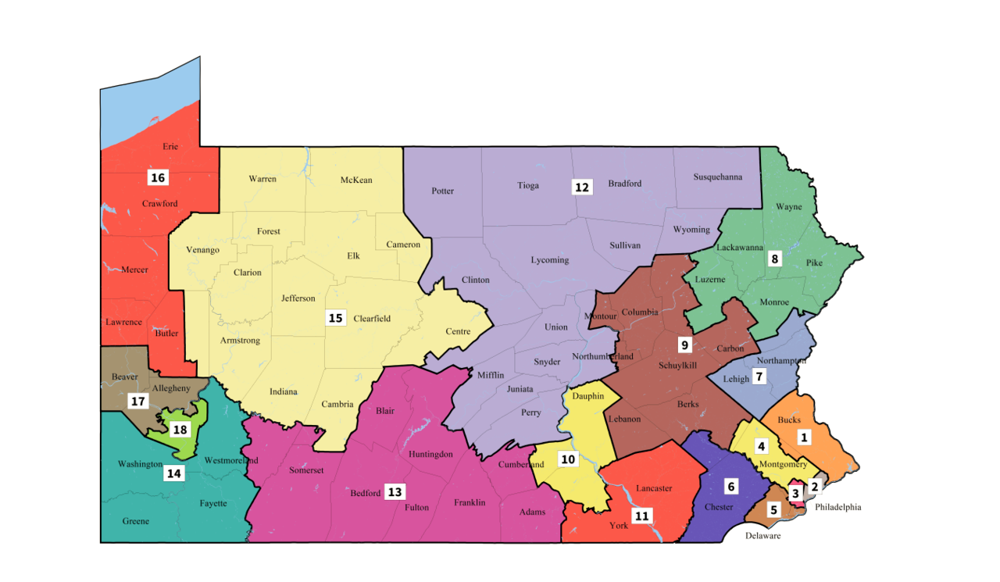 Erie
16
Crawford
Warren
McKean
Potter
Tioga
12
Bradford
Susquehanna
Wayne
Forest
Venango
Elk
Cameron
Clarion
Clinton
Lycoming
Sullivan
Wyoming
Lackawanna
8
Pike
Luzerne
Monroe
Mercer
Lawrence
Butler
Jefferson
15
Clearfield
Armstrong
Centre
Union
Montour
Columbia
9
Carbon
Northampton
Snyder
Northumberland
Schuylkill
Lehigh
7
Mifflin
Juniata
Perry
Beaver
Allegheny
17
18
Indiana
Cambria
Blair
Dauphin
Berks
Lebanon
Bucks
1
4
Montgomery
Washington
14
Westmoreland
Huntingdon
Cumberland
10
Somerset
Bedford
13
Fulton
Franklin
Adams
Fayette
Greene
Lancaster
11
York
6
Chester
3
2
5
Philadelphia
Delaware